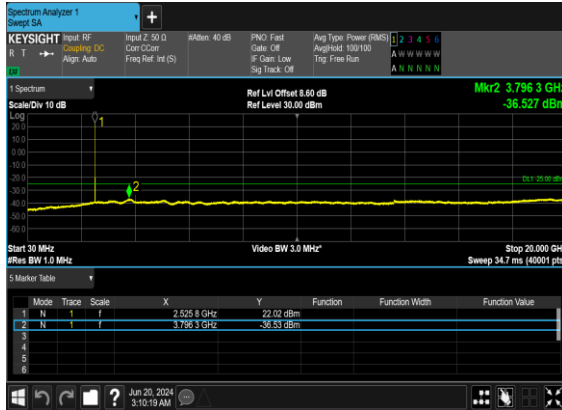 Spectrum Analyzer 1
Swept SA
+
KEYSIGHT Input: RF Input Z: 50 Ω #Atten: 40 dB PNO: Fast Avg Type: Power (RMS) 1 2 3 4 5 6
R T Coupling: DC Corr CCorr Gate: Off Avg|Hold: 100/100 A W W W W W
Align: Auto Freq Ref: Int (S) IF Gain: Low Trig: Free Run
Sig Track: Off A N N N N N
1 Spectrum Ref Lvl Offset 8.60 dB Mkr2 3.796 3 GHz
Scale/Div 10 dB Ref Level 30.00 dBm -36.527 dBm
Log
20.0
10.0
0.00
-10.0
-20.0
-30.0
-40.0
-50.0
-60.0
1
2
DL1 -25.00 dBm
Start 30 MHz Video BW 3.0 MHz* Stop 20.000 GHz
#Res BW 1.0 MHz Sweep 34.7 ms (40001 pts)
5 Marker Table
Mode Trace Scale X Y Function Function Width Function Value
1 N 1 f 2.525 8 GHz 22.02 dBm
2 N 1 f 3.796 3 GHz -36.53 dBm
3
4
5
6
? Jun 20, 2024
3:10:19 AM